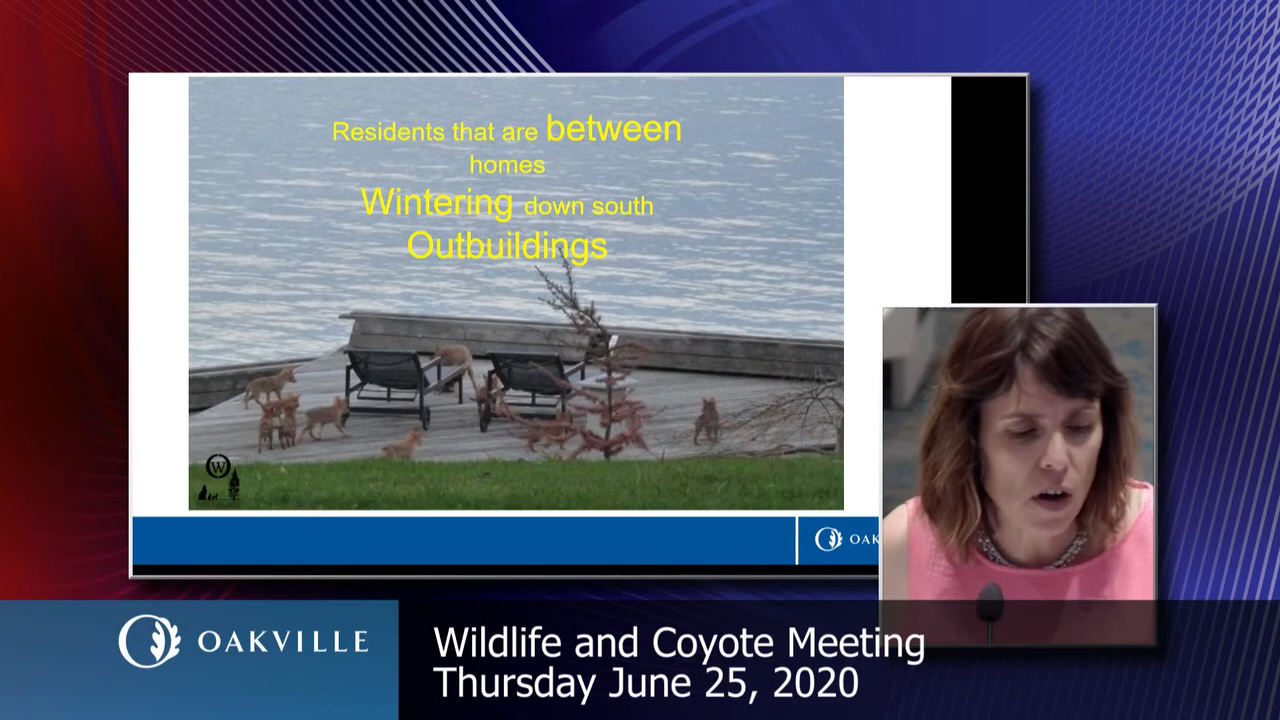 Residents that are between
homes
Wintering down south
Outbuildings
W
OAK
OAKVILLE
Wildlife and Coyote Meeting
Thursday June 25, 2020